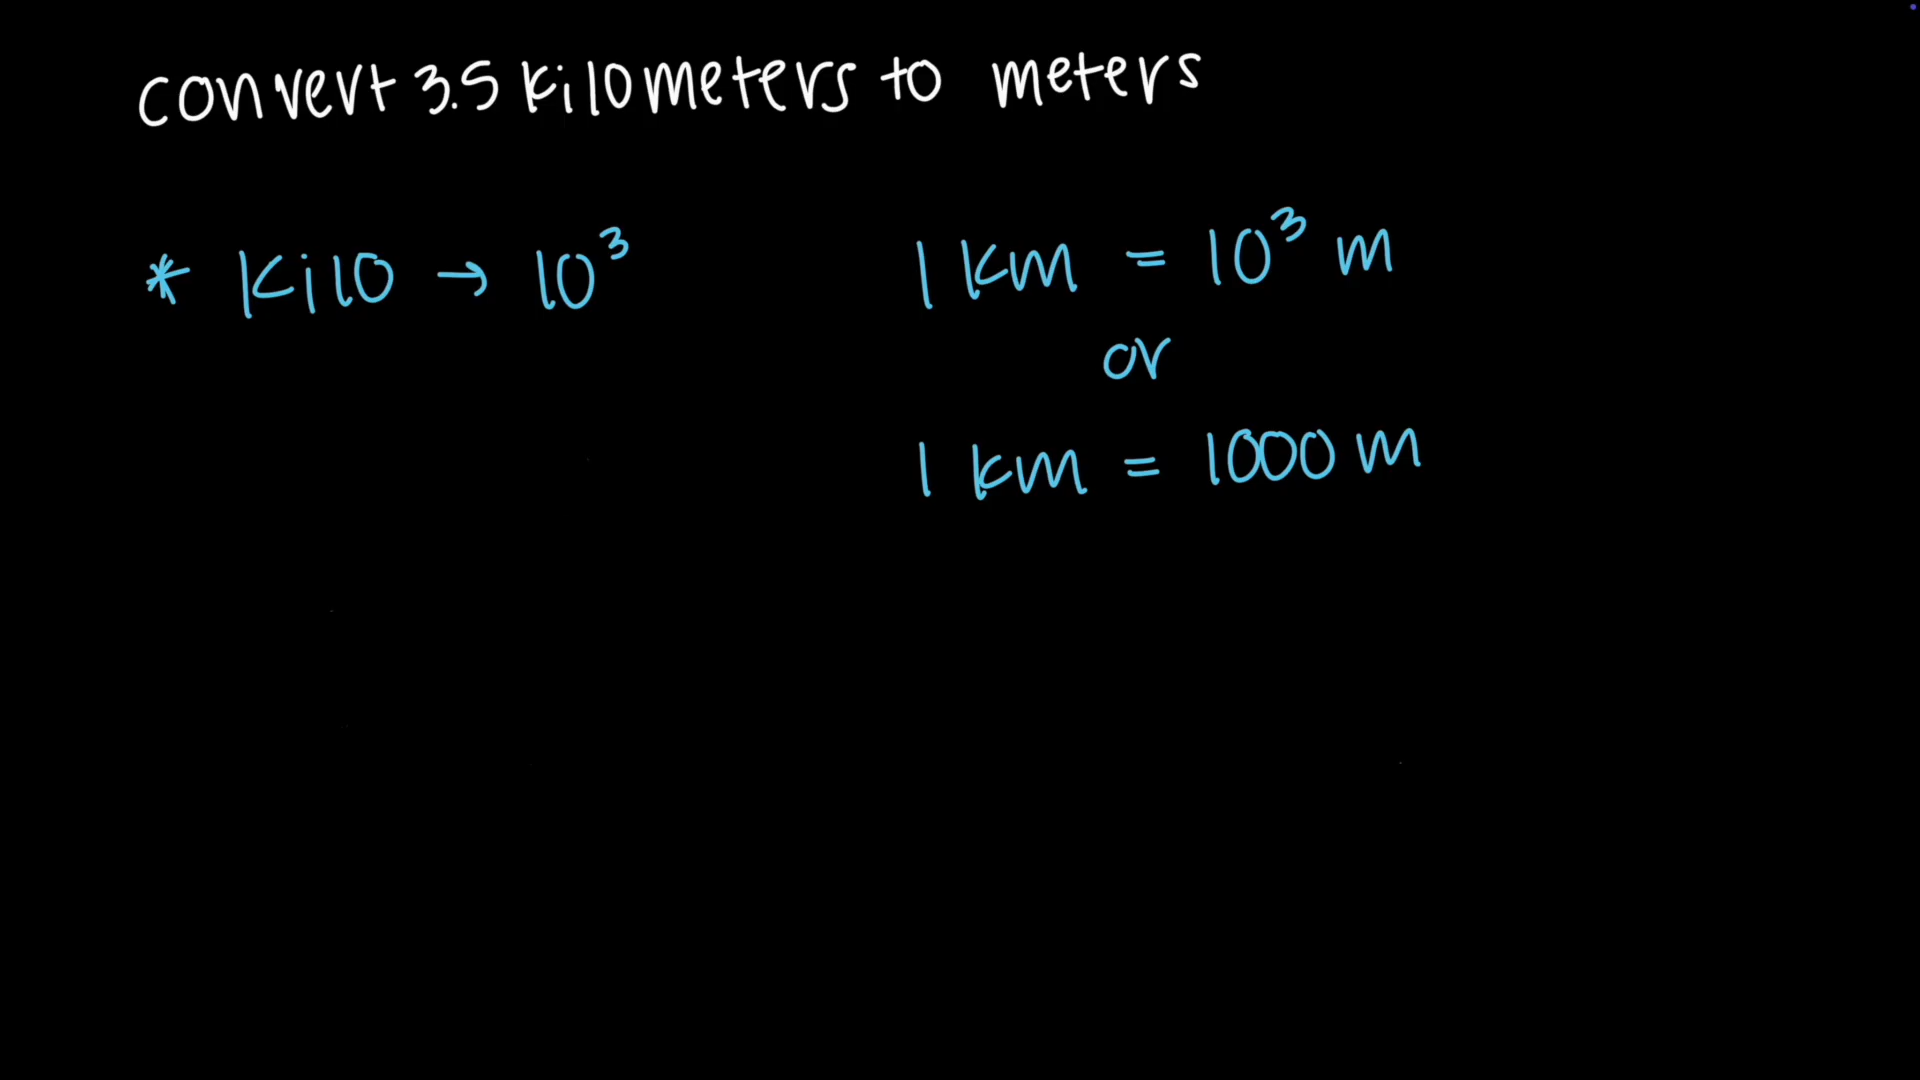 convert 3.5 kilometers to meters
* kilo → 10³
1 km = 10³ m
or
1 km = 1000 m